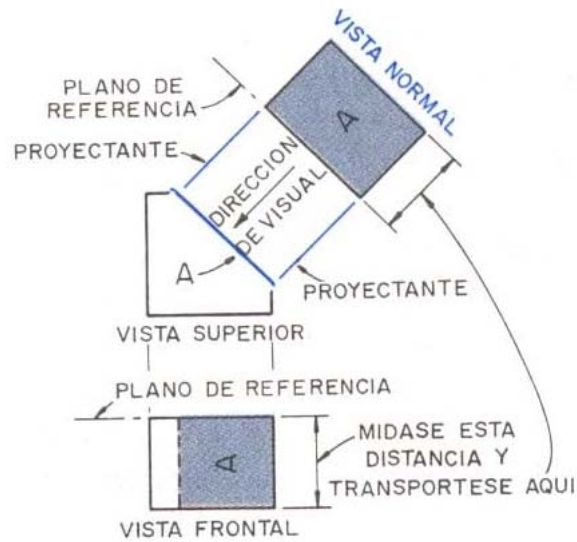 VISTA NORMAL
A
PLANO DE
REFERENCIA
PROYECTANTE
DIRECCION
DE VISUAL
A
PROYECTANTE
VISTA SUPERIOR
PLANO DE REFERENCIA
A
MIDASE ESTA
DISTANCIA Y
TRANSPORTESE AQUI
VISTA FRONTAL